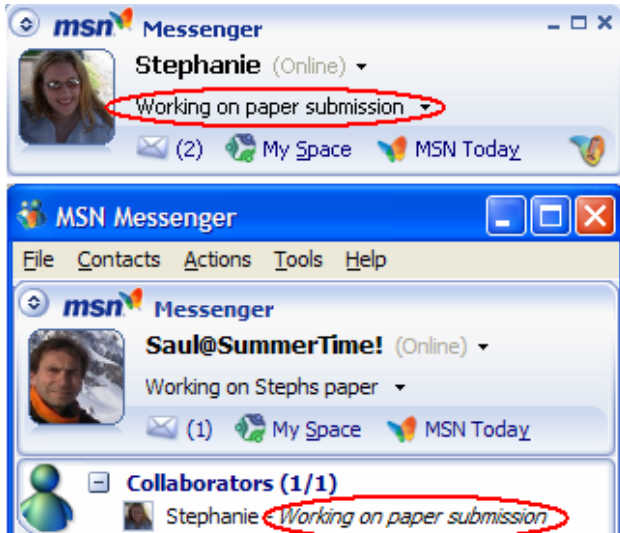 msn Messenger
Stephanie (Online)
Working on paper submission
(2) My Space MSN Today
MSN Messenger
File Contacts Actions Tools Help
msn Messenger
Saul@SummerTime! (Online)
Working on Stephs paper
(1) My Space MSN Today
Collaborators (1/1)
Stephanie - Working on paper submission